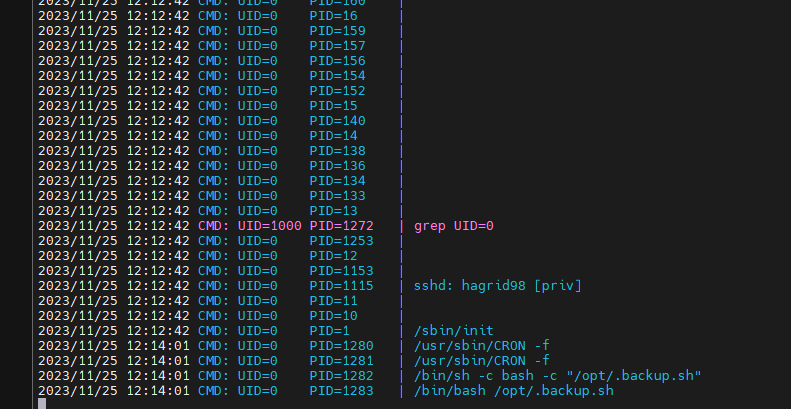 2023/11/25 12:12:42 CMD: UID=0 PID=160 |
2023/11/25 12:12:42 CMD: UID=0 PID=16 |
2023/11/25 12:12:42 CMD: UID=0 PID=159 |
2023/11/25 12:12:42 CMD: UID=0 PID=157 |
2023/11/25 12:12:42 CMD: UID=0 PID=156 |
2023/11/25 12:12:42 CMD: UID=0 PID=154 |
2023/11/25 12:12:42 CMD: UID=0 PID=152 |
2023/11/25 12:12:42 CMD: UID=0 PID=15 |
2023/11/25 12:12:42 CMD: UID=0 PID=140 |
2023/11/25 12:12:42 CMD: UID=0 PID=14 |
2023/11/25 12:12:42 CMD: UID=0 PID=138 |
2023/11/25 12:12:42 CMD: UID=0 PID=136 |
2023/11/25 12:12:42 CMD: UID=0 PID=134 |
2023/11/25 12:12:42 CMD: UID=0 PID=133 |
2023/11/25 12:12:42 CMD: UID=0 PID=13 |
2023/11/25 12:12:42 CMD: UID=1000 PID=1272 | grep UID=0
2023/11/25 12:12:42 CMD: UID=0 PID=1253 |
2023/11/25 12:12:42 CMD: UID=0 PID=12 |
2023/11/25 12:12:42 CMD: UID=0 PID=1153 |
2023/11/25 12:12:42 CMD: UID=0 PID=1115 | sshd: hagrid98 [priv]
2023/11/25 12:12:42 CMD: UID=0 PID=11 |
2023/11/25 12:12:42 CMD: UID=0 PID=10 |
2023/11/25 12:12:42 CMD: UID=0 PID=1 | /sbin/init
2023/11/25 12:14:01 CMD: UID=0 PID=1280 | /usr/sbin/CRON -f
2023/11/25 12:14:01 CMD: UID=0 PID=1281 | /usr/sbin/CRON -f
2023/11/25 12:14:01 CMD: UID=0 PID=1282 | /bin/sh -c bash -c "/opt/.backup.sh"
2023/11/25 12:14:01 CMD: UID=0 PID=1283 | /bin/bash /opt/.backup.sh